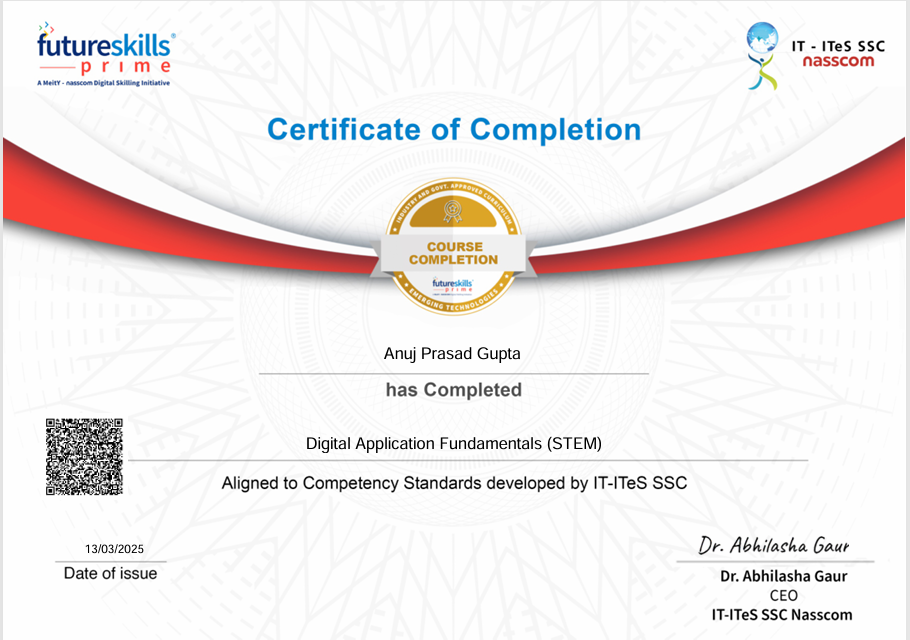 futureskills®
prime
A MeitY - nasscom Digital Skilling Initiative
IT - ITeS SSC
nasscom
Certificate of Completion
INDUSTRY AND GOVT. APPROVED CURRICULUM
COURSE
COMPLETION
futureskills
prime
EMERGING TECHNOLOGIES
Anuj Prasad Gupta
has Completed
Digital Application Fundamentals (STEM)
Aligned to Competency Standards developed by IT-ITeS SSC
13/03/2025
Date of issue
Dr. Abhilasha Gaur
Dr. Abhilasha Gaur
CEO
IT-ITeS SSC Nasscom